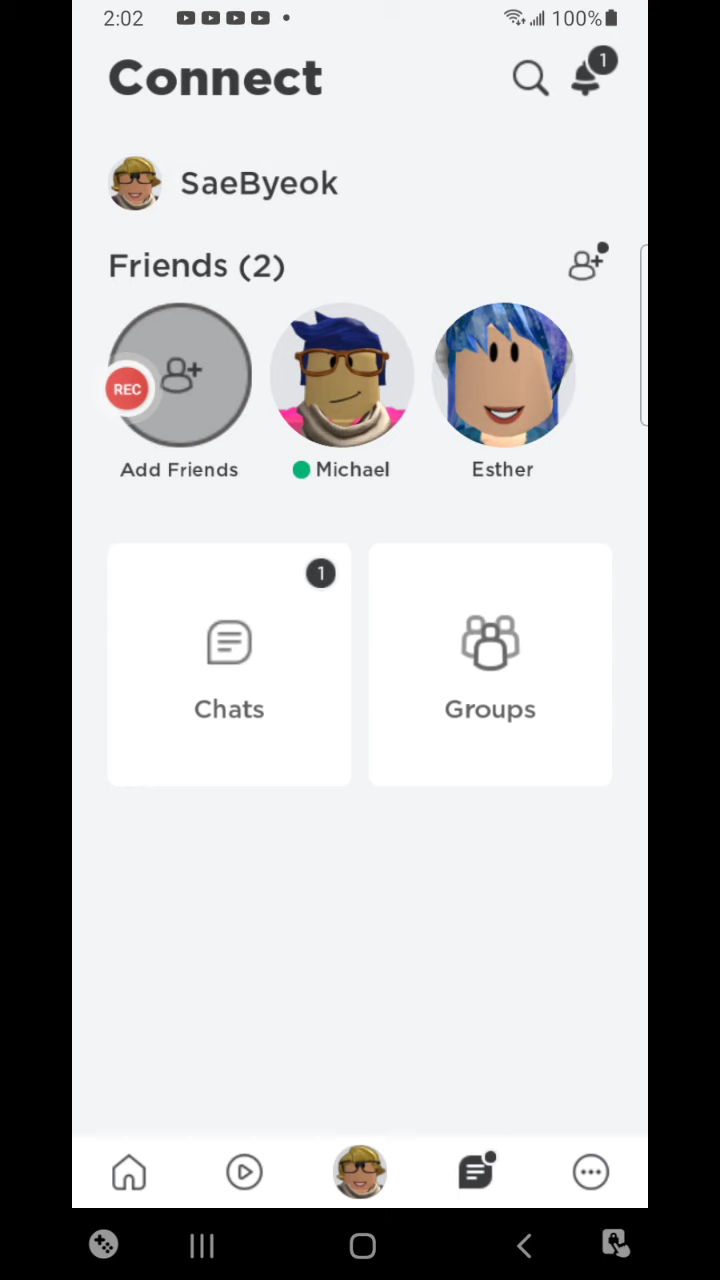 2:02
100%
Connect
1
SaeByeok
Friends (2)
REC
Add Friends
Michael
Esther
1
Chats
Groups